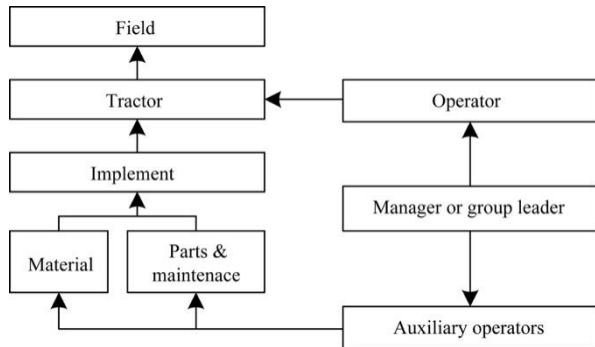 Field
Tractor
Operator
Implement
Manager or group leader
Material
Parts &
maintenace
Auxiliary operators